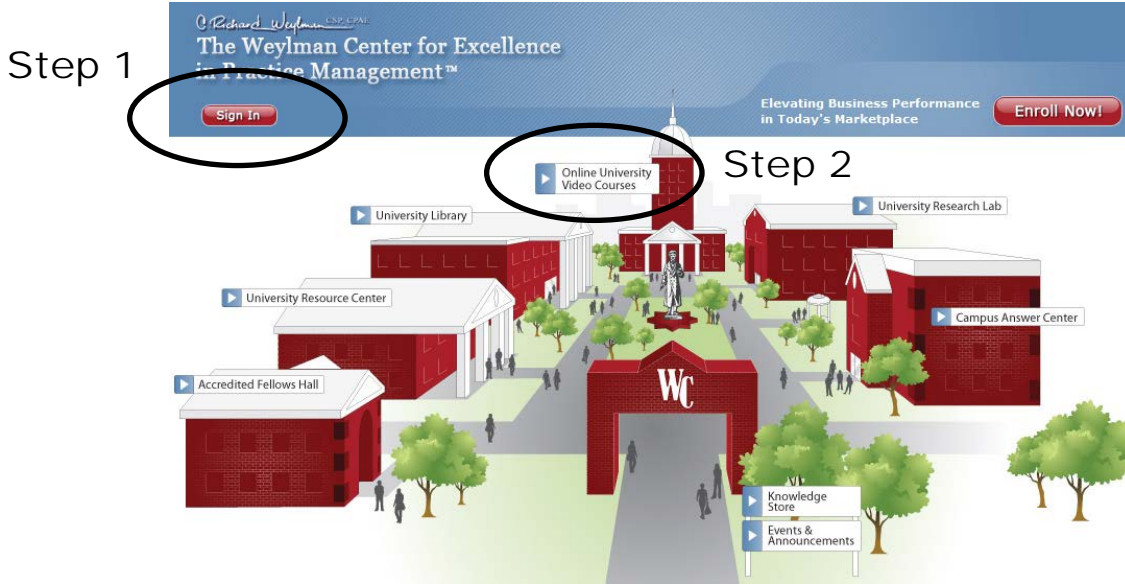 C. Richard Weylman CSP, CPAE
The Weylman Center for Excellence
in Practice Management™
Step 1
Sign In
Elevating Business Performance
in Today's Marketplace
Enroll Now!
Step 2
Online University
Video Courses
University Library
University Research Lab
University Resource Center
Campus Answer Center
Accredited Fellows Hall
WC
Knowledge
Store
Events &
Announcements